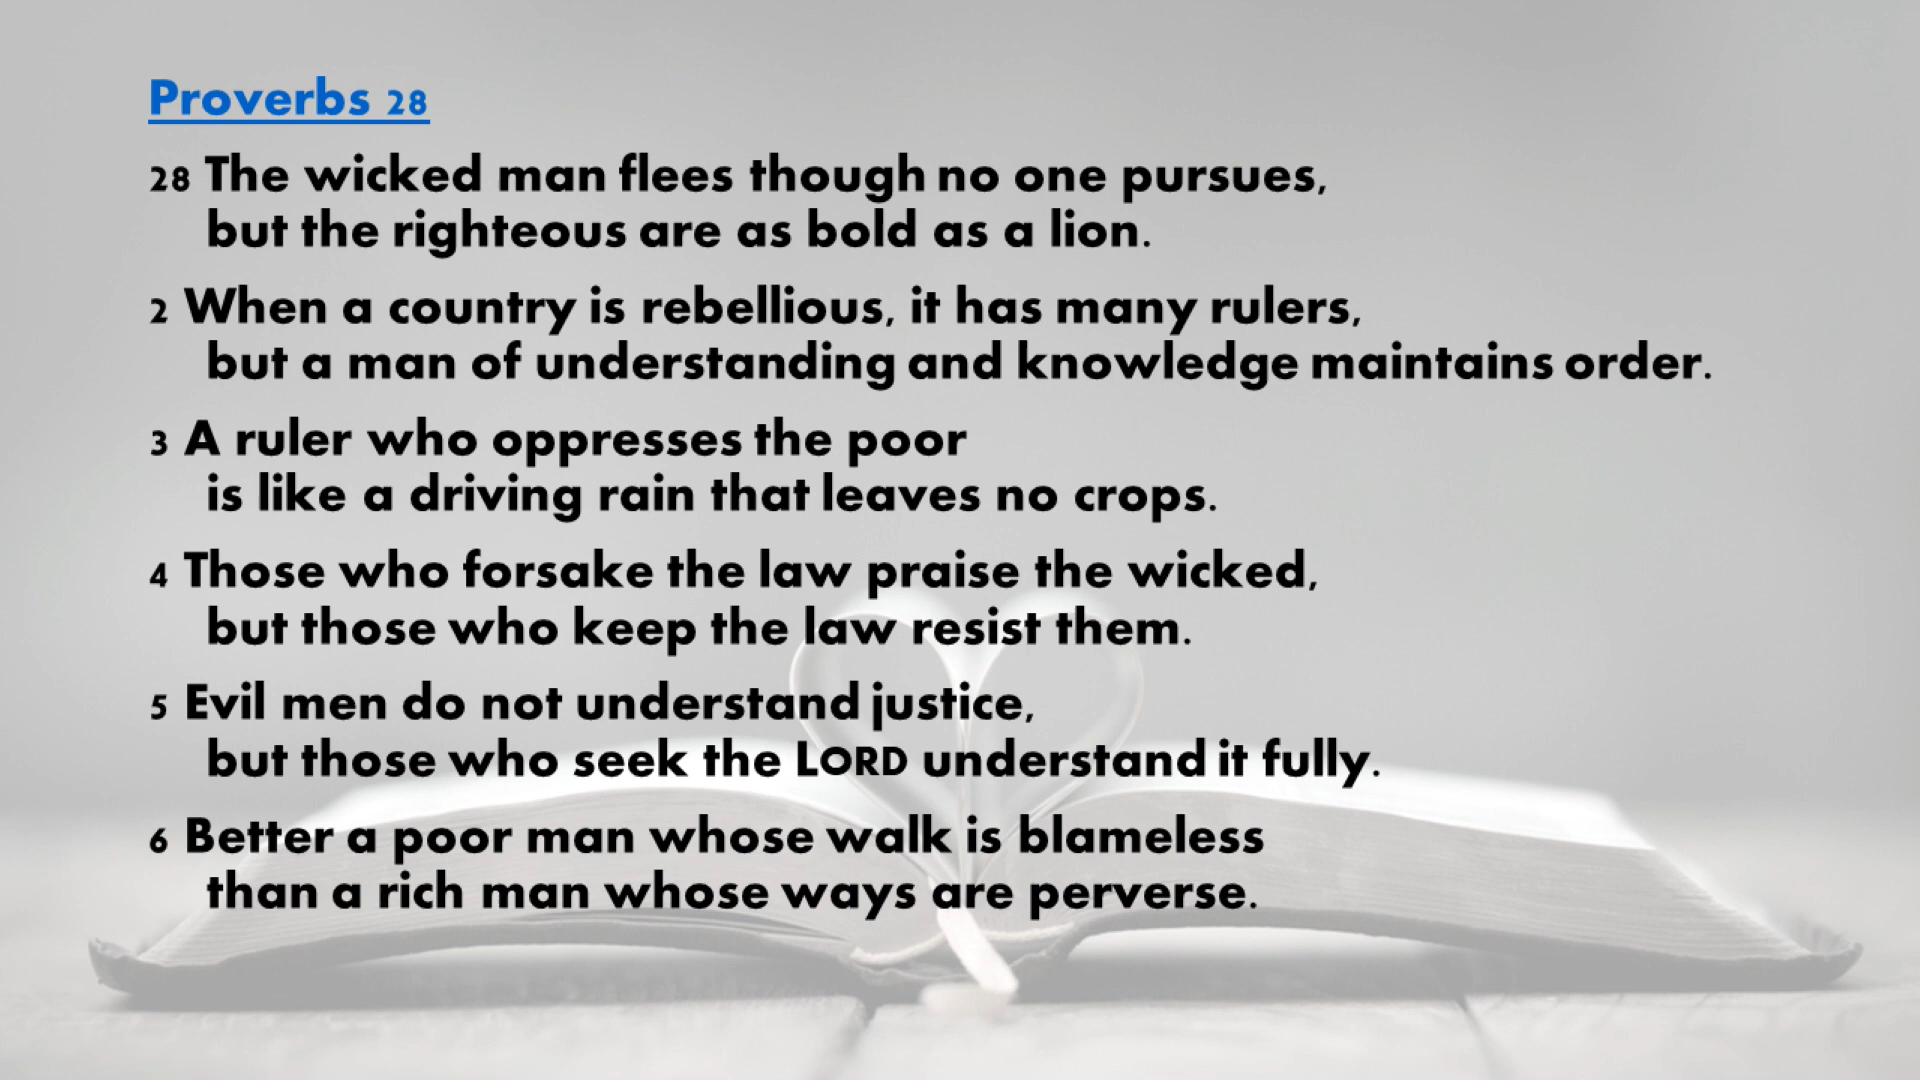 Proverbs 28
28 The wicked man flees though no one pursues,
but the righteous are as bold as a lion.
2 When a country is rebellious, it has many rulers,
but a man of understanding and knowledge maintains order.
3 A ruler who oppresses the poor
is like a driving rain that leaves no crops.
4 Those who forsake the law praise the wicked,
but those who keep the law resist them.
5 Evil men do not understand justice,
but those who seek the LORD understand it fully.
6 Better a poor man whose walk is blameless
than a rich man whose ways are perverse.